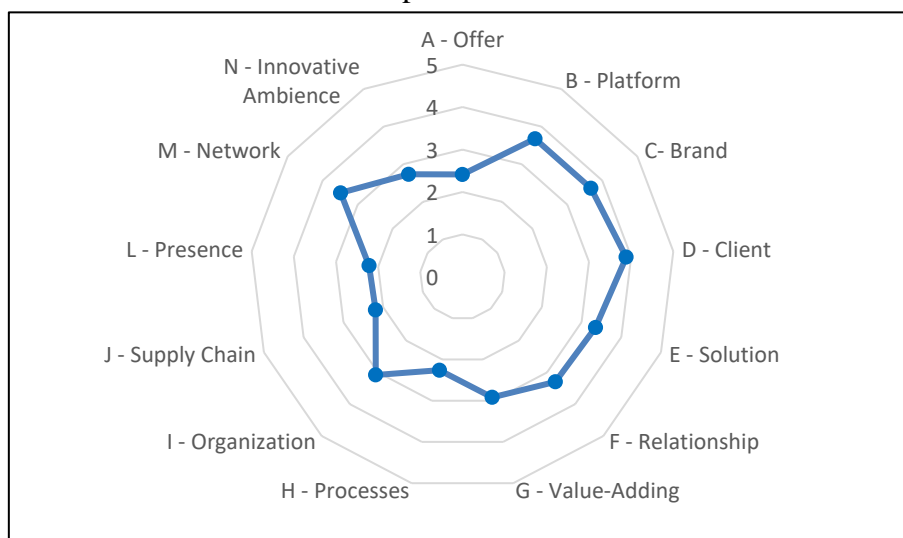 A - Offer
B - Platform
C- Brand
D - Client
E - Solution
F - Relationship
G - Value-Adding
H - Processes
I - Organization
J - Supply Chain
L - Presence
M - Network
N - Innovative
Ambience
5
4
3
2
1
0